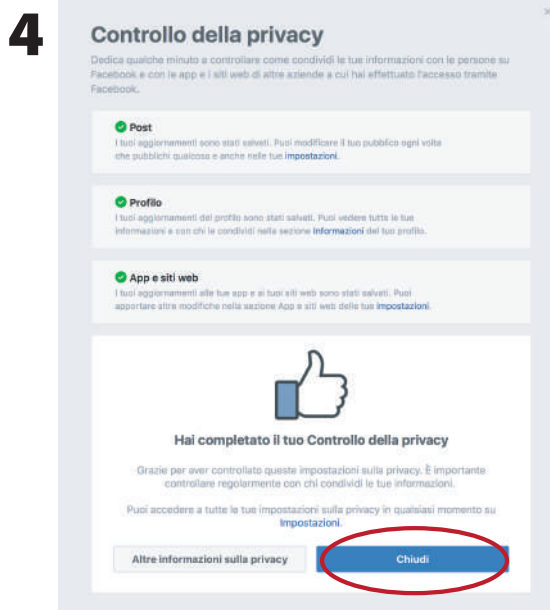 4
Controllo della privacy
Dedica qualche minuto a controllare come condividi le tue informazioni con le persone su
Facebook e con le app e i siti web di altre aziende a cui hai effettuato l'accesso tramite
Facebook.
Post
I tuoi aggiornamenti sono stati salvati. Puoi modificare il tuo pubblico ogni volta
che pubblichi qualcosa e anche nelle tue impostazioni.
Profilo
I tuoi aggiornamenti del profilo sono stati salvati. Puoi vedere tutte le tue
informazioni e con chi le condividi nella sezione Informazioni del tuo profilo.
App e siti web
I tuoi aggiornamenti alle tue app e ai tuoi siti web sono stati salvati. Puoi
apportare altre modifiche nella sezione App e siti web delle tue impostazioni.
Hai completato il tuo Controllo della privacy
Grazie per aver controllato queste impostazioni sulla privacy. È importante
controllare regolarmente con chi condividi le tue informazioni.
Puoi accedere a tutte le tue impostazioni sulla privacy in qualsiasi momento su
Impostazioni.
Altre informazioni sulla privacy
Chiudi